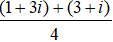 (1 + 3i) + (3 + i)
4